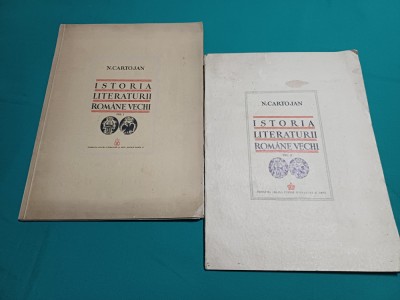 N. CARTOJAN
ISTORIA
LITERATURII
ROMÂNE VECHI
N. CARTOJAN
ISTORIA
LITERATURII
ROMÂNE VECHI